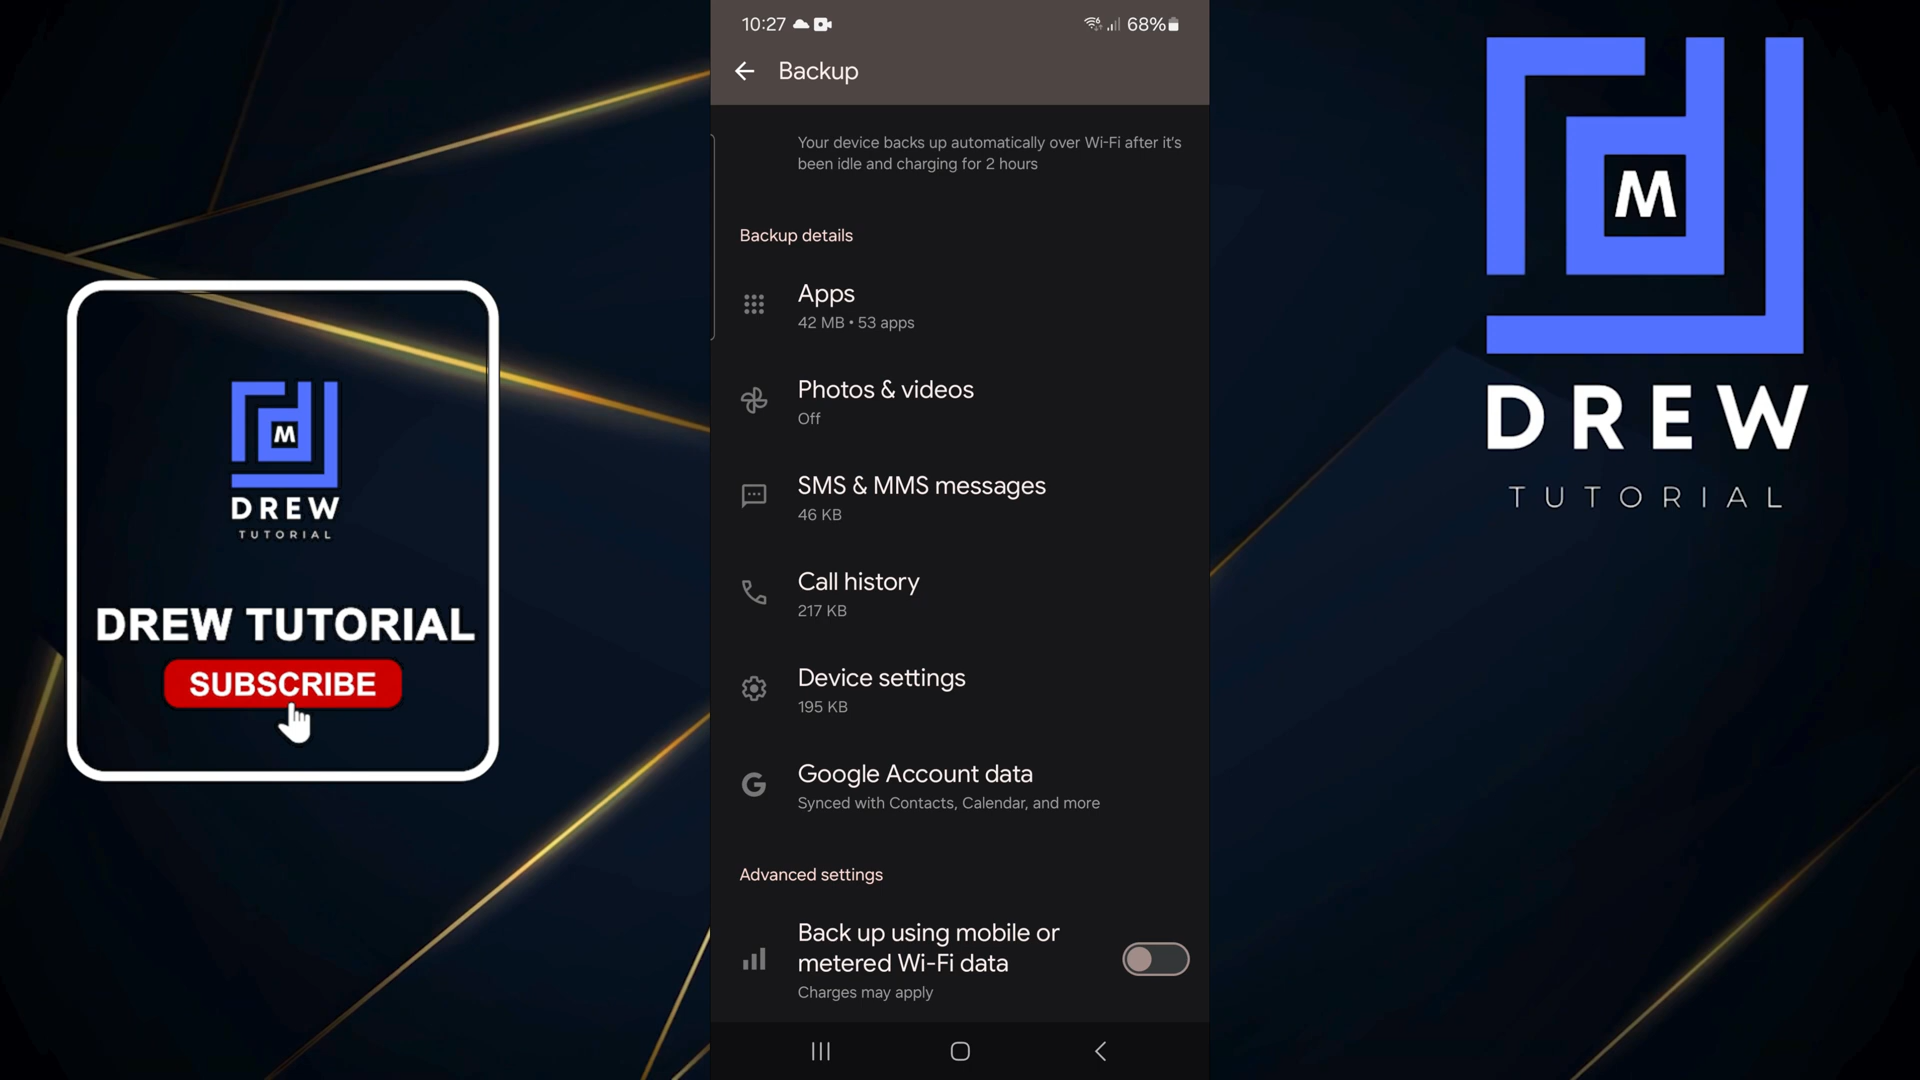 10:27
68%
Backup
Your device backs up automatically over Wi-Fi after it's
been idle and charging for 2 hours
Backup details
Apps
42 MB • 53 apps
Photos & videos
Off
SMS & MMS messages
46 KB
Call history
217 KB
Device settings
195 KB
Google Account data
Synced with Contacts, Calendar, and more
Advanced settings
Back up using mobile or
metered Wi-Fi data
Charges may apply
M
DREW
TUTORIAL
DREW TUTORIAL
SUBSCRIBE
M
DREW
TUTORIAL